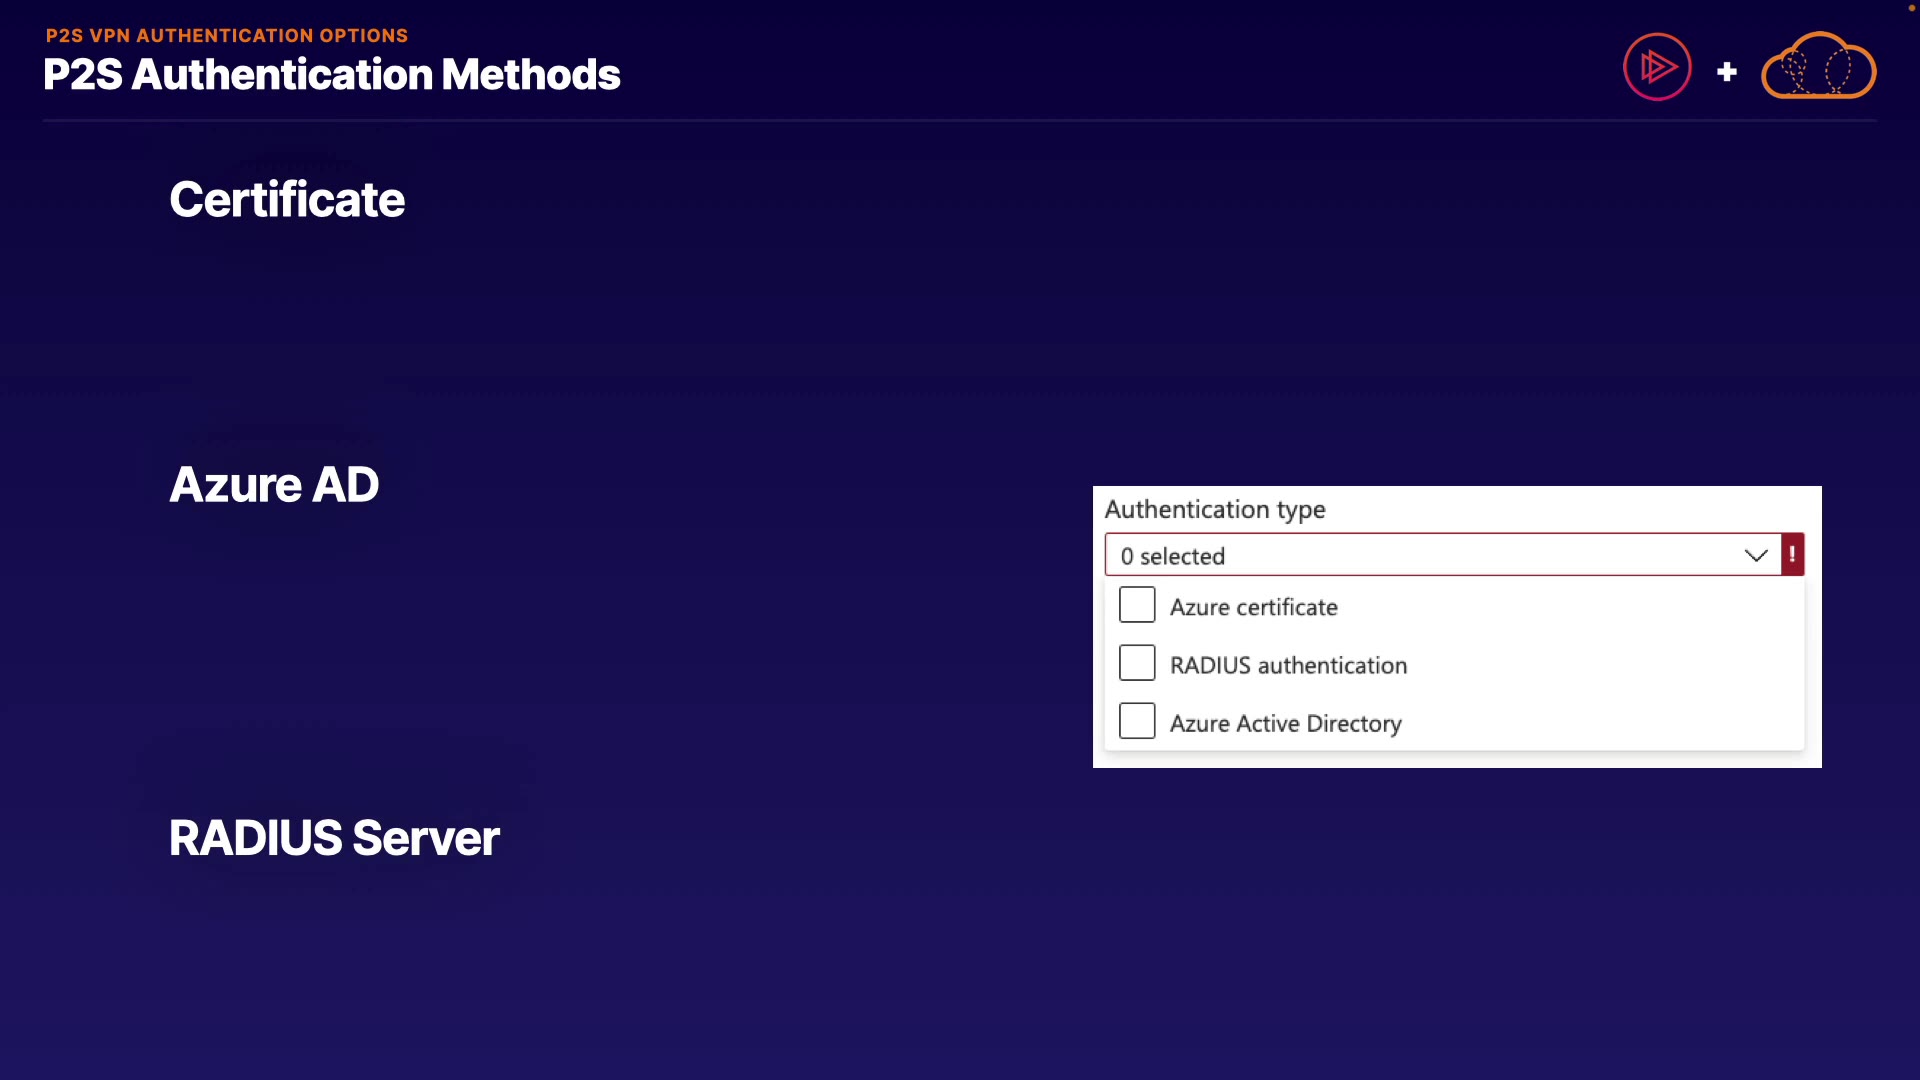 P2S VPN AUTHENTICATION OPTIONS
P2S Authentication Methods
+
Certificate
Azure AD
RADIUS Server
Authentication type
0 selected
!
Azure certificate
RADIUS authentication
Azure Active Directory